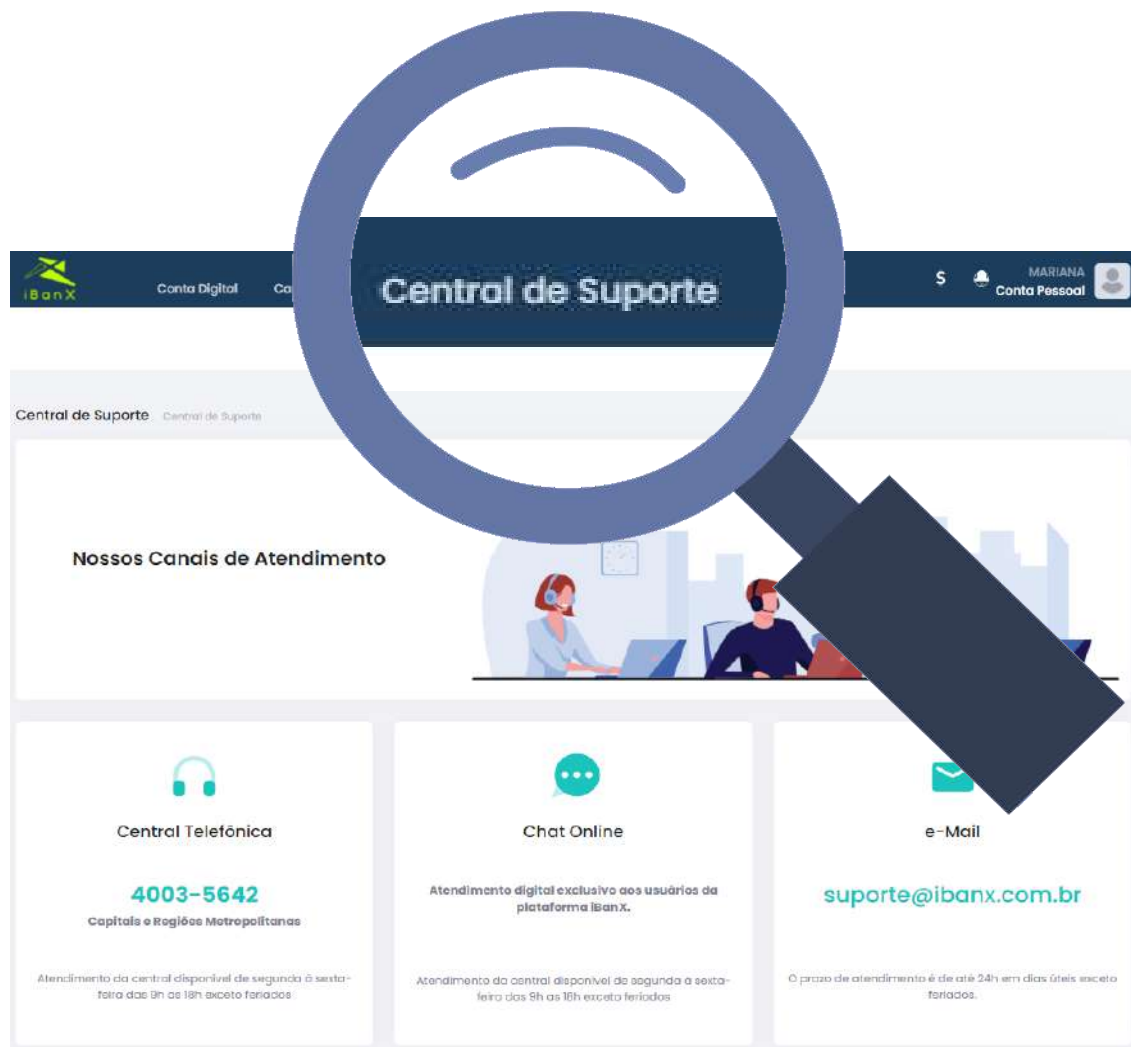 iBanX
Conta Digital
Central de Suporte
$
MARIANA
Conta Pessoal
Central de Suporte Central de Suporte
Nossos Canais de Atendimento
Central Telefônica
4003-5642
Capitais e Regiões Metropolitanas
Atendimento da central disponível de segunda à sexta-
feira das 9h as 18h exceto feriados
Chat Online
Atendimento digital exclusivo aos usuários da
plataforma iBanX.
Atendimento da central disponível de segunda a sexta-
feira das 9h as 18h exceto feriados
e-Mail
suporte@ibanx.com.br
O prazo de atendimento é de até 24h em dias úteis exceto
feriados.